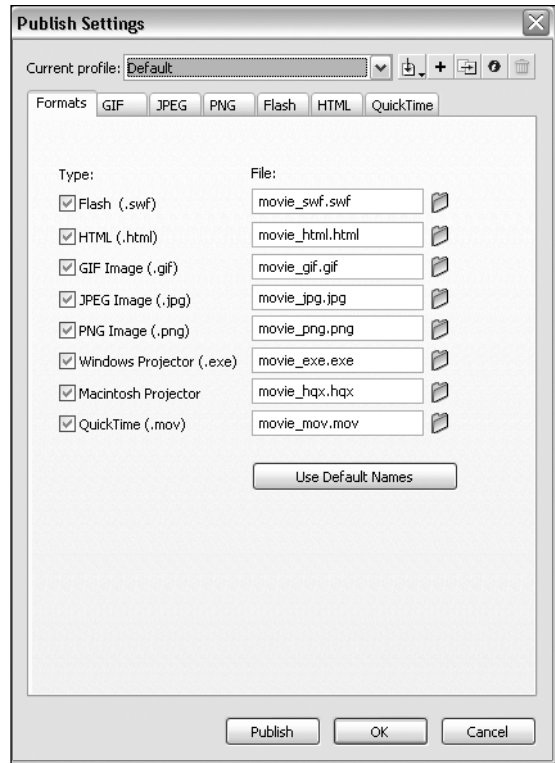 Publish Settings
Current profile: Default
Formats GIF JPEG PNG Flash HTML QuickTime
Type: File:
Flash (.swf) movie_swf.swf
HTML (.html) movie_html.html
GIF Image (.gif) movie_gif.gif
JPEG Image (.jpg) movie_jpg.jpg
PNG Image (.png) movie_png.png
Windows Projector (.exe) movie_exe.exe
Macintosh Projector movie_hqx.hqx
QuickTime (.mov) movie_mov.mov
Use Default Names
Publish OK Cancel